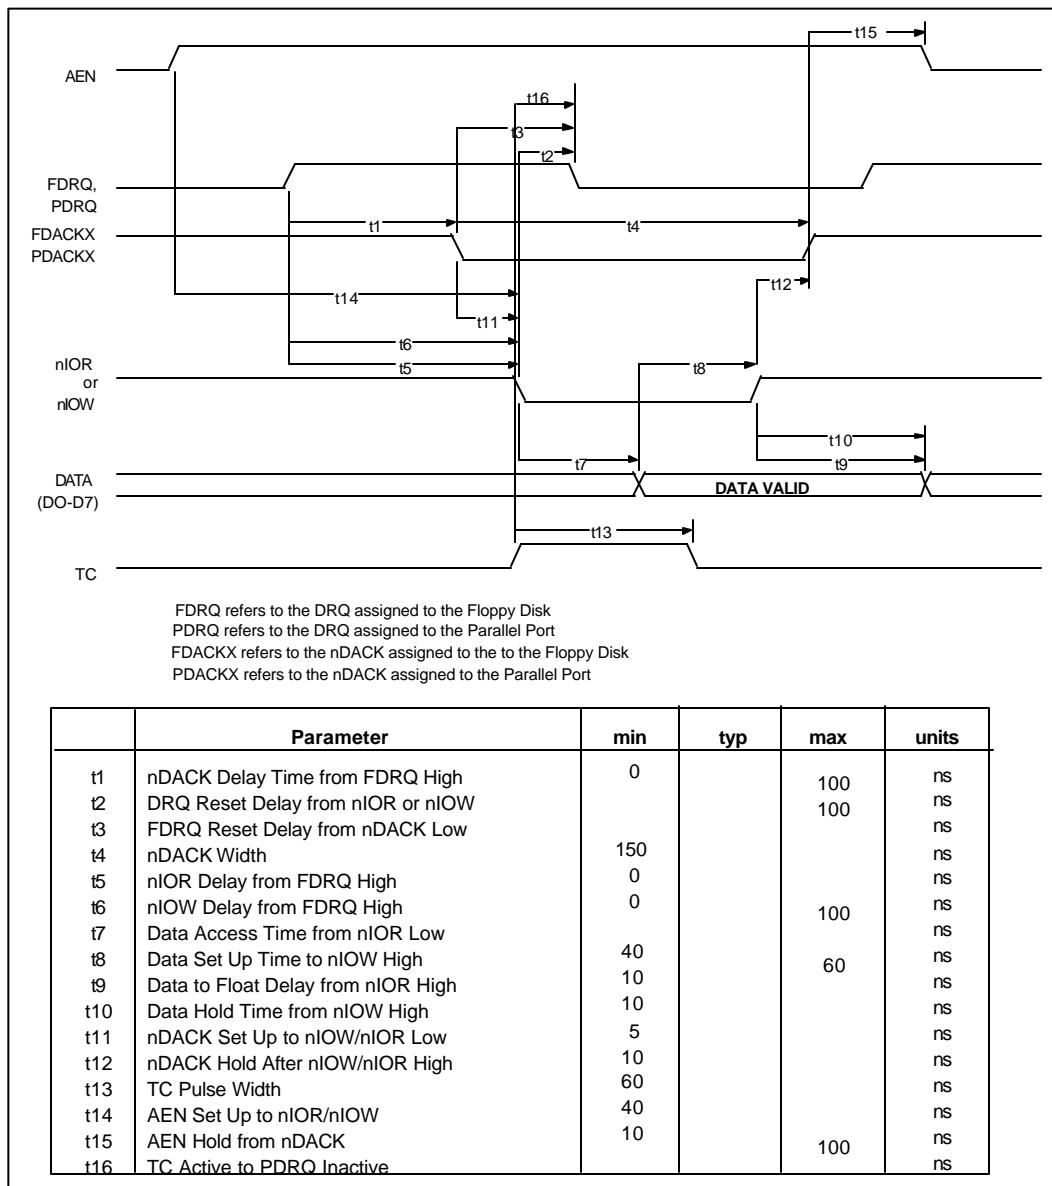 t15
AEN
t16
t3
t2
FDRQ,
PDRQ
t1
t4
FDACKX
PDACKX
t12
t14
t11
t6
t5
t8
nIOR
or
nIOW
t10
t7
t9
DATA
(DO-D7)
DATA VALID
t13
TC
FDRQ refers to the DRQ assigned to the Floppy Disk
PDRQ refers to the DRQ assigned to the Parallel Port
FDACKX refers to the nDACK assigned to the to the Floppy Disk
PDACKX refers to the nDACK assigned to the Parallel Port
Parameter min typ max units
t1 nDACK Delay Time from FDRQ High 0 ns
t2 DRQ Reset Delay from nIOR or nIOW 100 ns
t3 FDRQ Reset Delay from nDACK Low 100 ns
t4 nDACK Width 150 ns
t5 nIOR Delay from FDRQ High 0 ns
t6 nIOW Delay from FDRQ High 0 ns
t7 Data Access Time from nIOR Low 100 ns
t8 Data Set Up Time to nIOW High 40 ns
t9 Data to Float Delay from nIOR High 10 60 ns
t10 Data Hold Time from nIOW High 10 ns
t11 nDACK Set Up to nIOW/nIOR Low 5 ns
t12 nDACK Hold After nIOW/nIOR High 10 ns
t13 TC Pulse Width 60 ns
t14 AEN Set Up to nIOR/nIOW 40 ns
t15 AEN Hold from nDACK 10 ns
t16 TC Active to PDRQ Inactive 100 ns